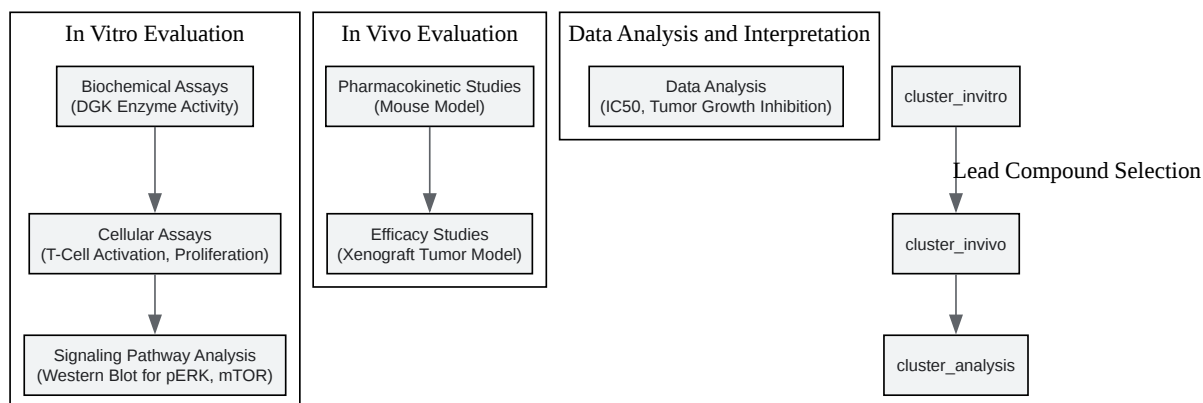 In Vitro Evaluation
Biochemical Assays
(DGK Enzyme Activity)
Cellular Assays
(T-Cell Activation, Proliferation)
Signaling Pathway Analysis
(Western Blot for pERK, mTOR)
In Vivo Evaluation
Pharmacokinetic Studies
(Mouse Model)
Efficacy Studies
(Xenograft Tumor Model)
Data Analysis and Interpretation
Data Analysis
(IC50, Tumor Growth Inhibition)
cluster_invitro
Lead Compound Selection
cluster_invivo
cluster_analysis